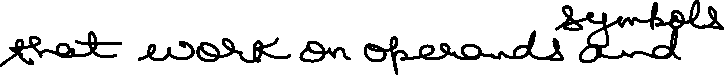 symbols
that work on operands and